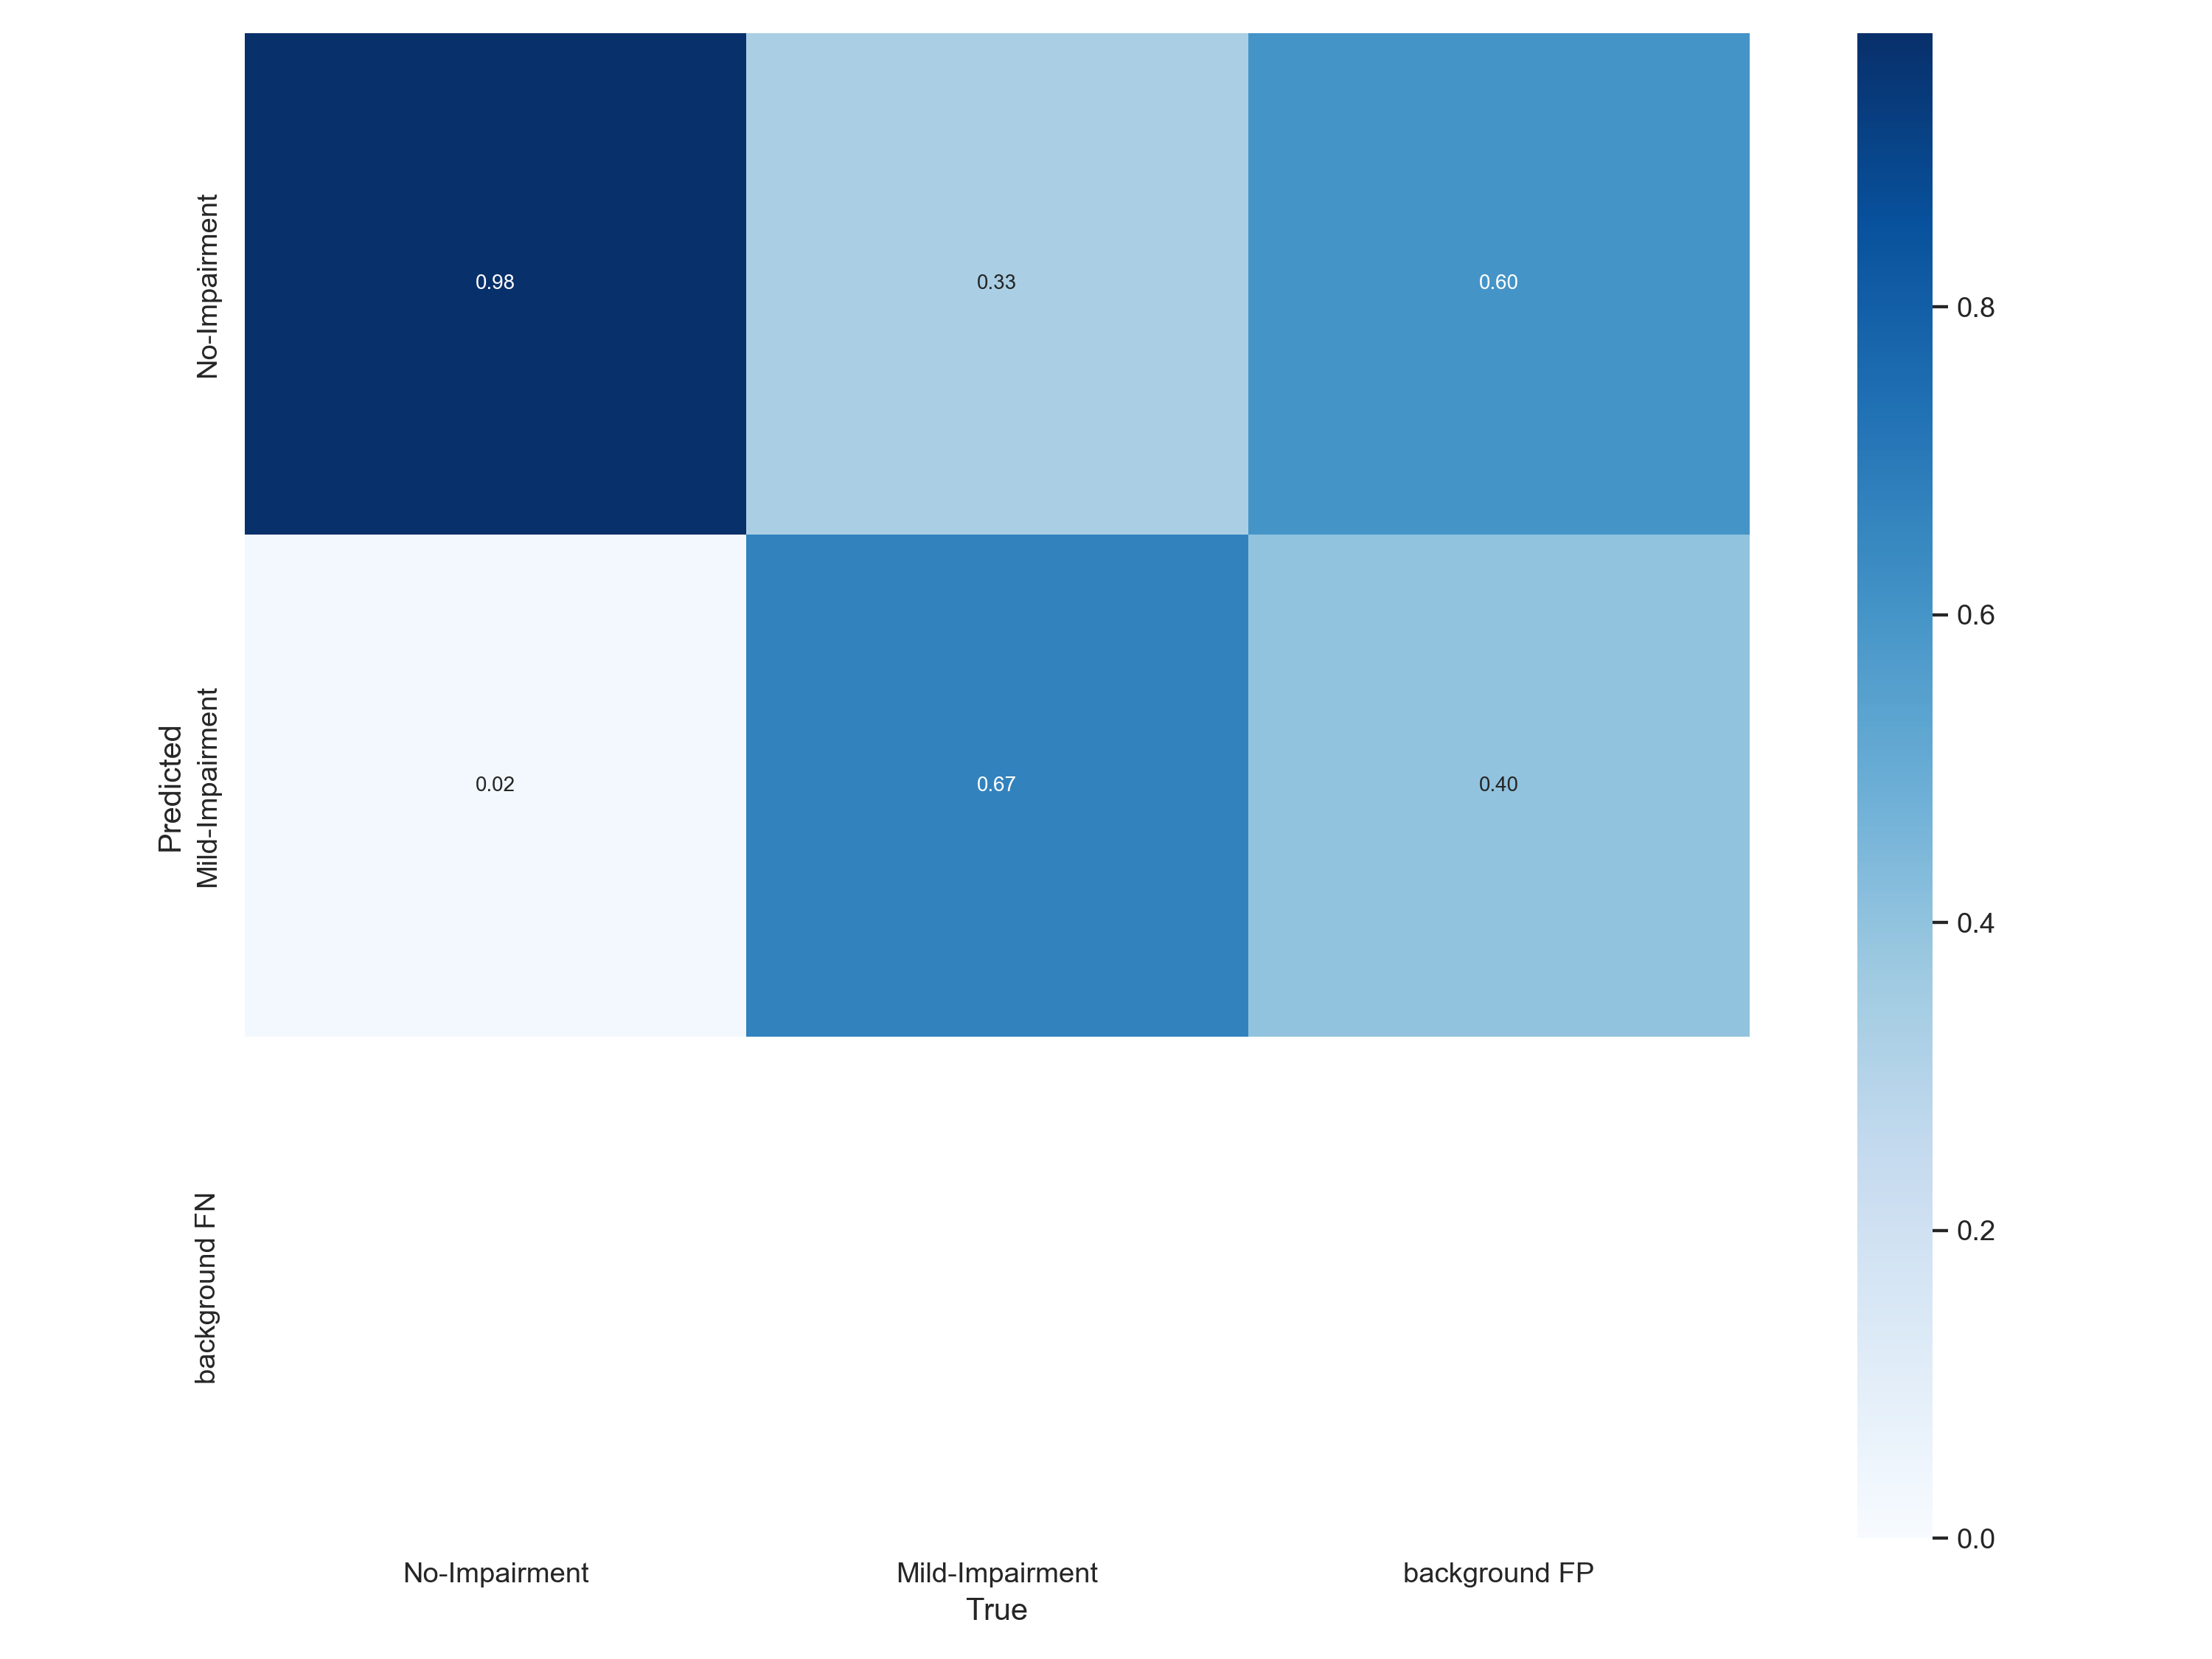 No-Impairment
0.98
0.33
0.60
Predicted
Mild-Impairment
0.02
0.67
0.40
background FN
No-Impairment
Mild-Impairment
background FP
True
0.8
0.6
0.4
0.2
0.0